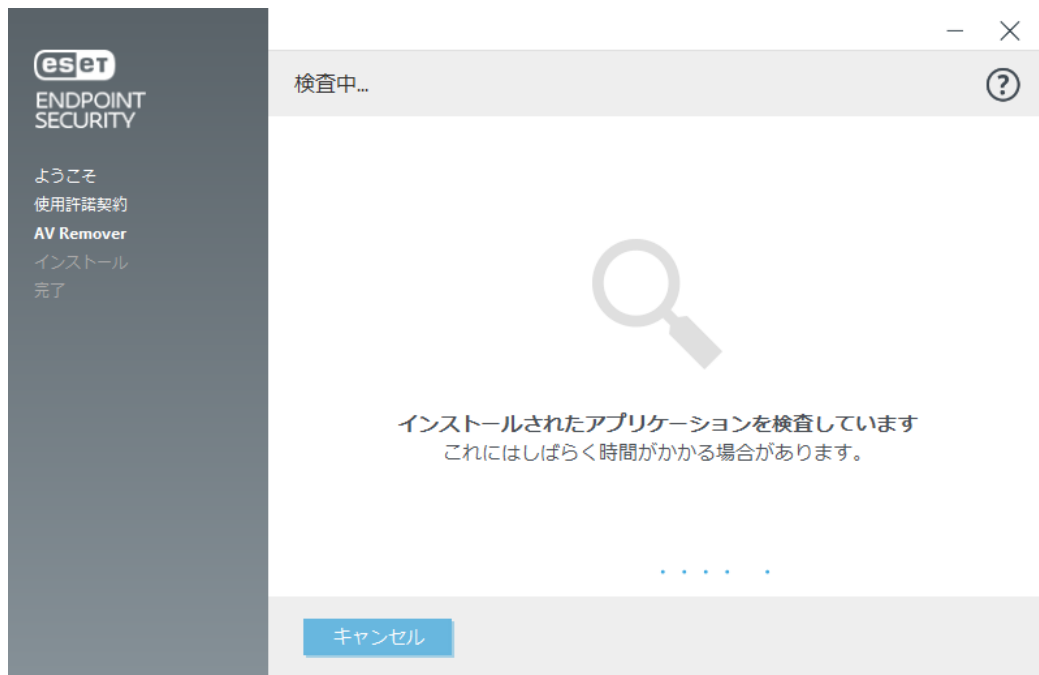 eset
ENDPOINT
SECURITY
ようこそ
使用許諾契約
AV Remover
インストール
完了
検査中...
?
インストールされたアプリケーションを検査しています
これにはしばらく時間がかかる場合があります。
キャンセル